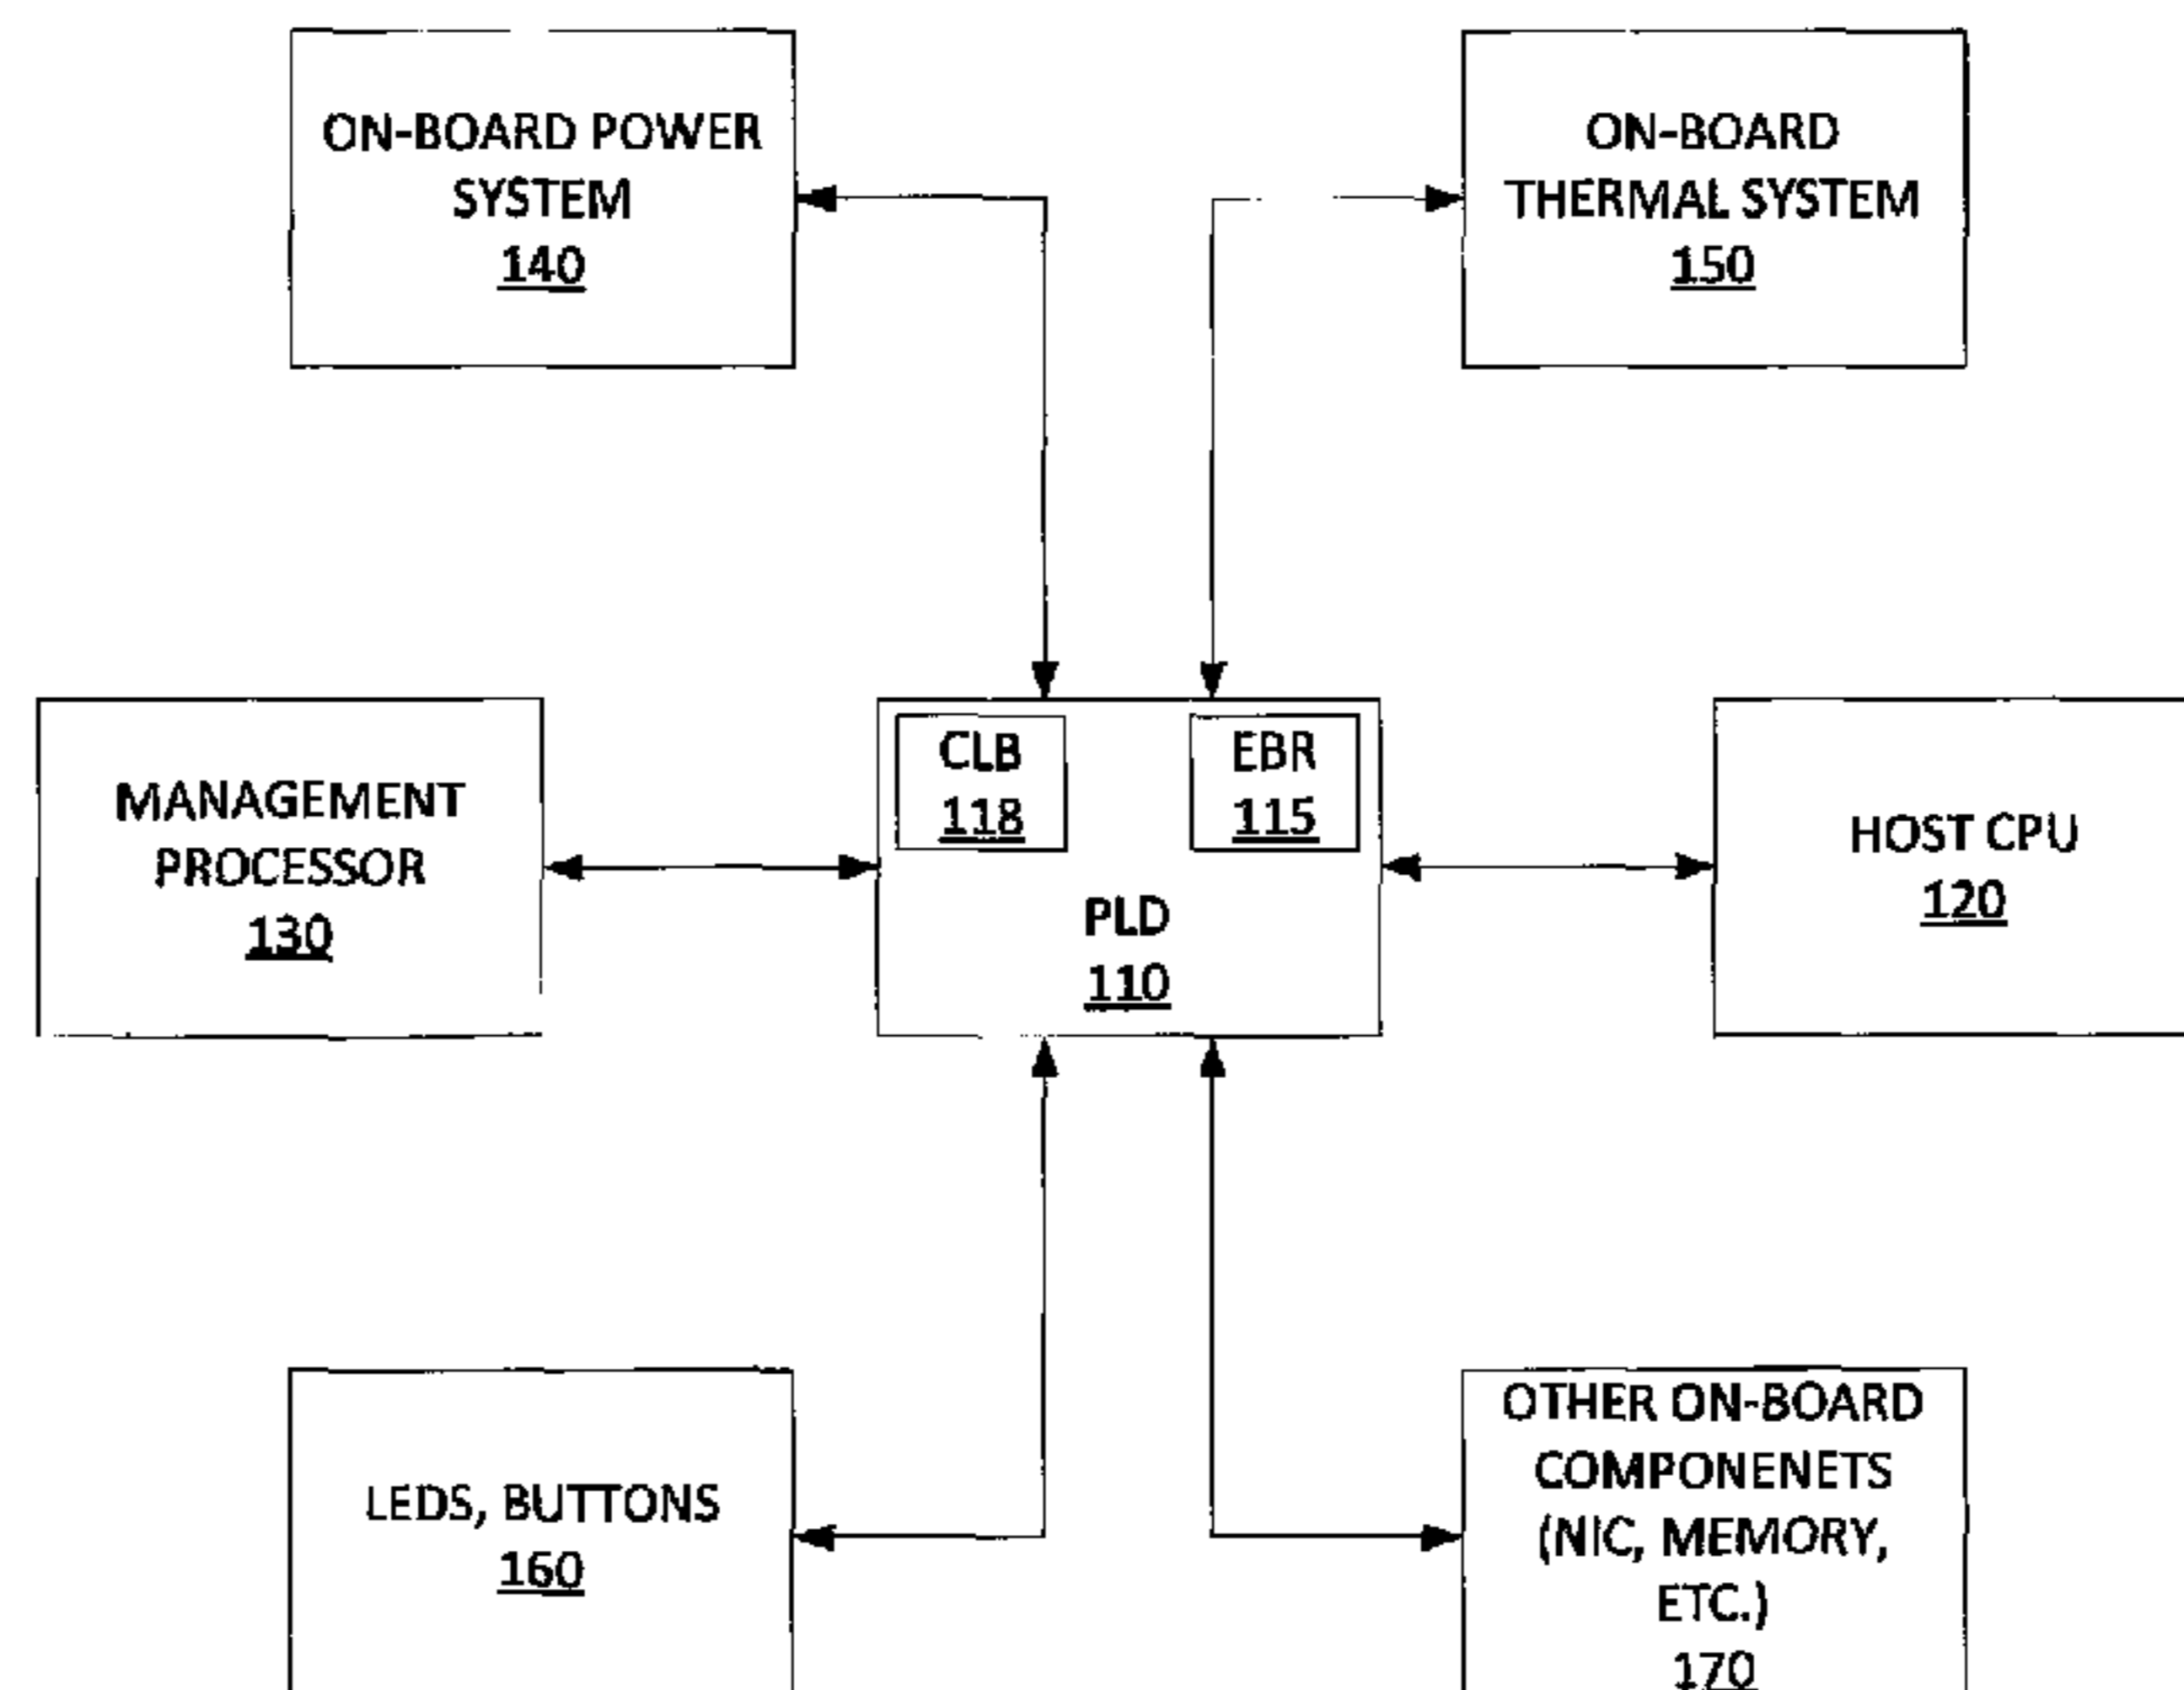 ON-BOARD POWER
SYSTEM
140
ON-BOARD
THERMAL SYSTEM
150
MANAGEMENT
PROCESSOR
130
CLB
118
EBR
115
PLD
110
HOST CPU
120
LEDS, BUTTONS
160
OTHER ON-BOARD
COMPONENETS
(NIC, MEMORY,
ETC.)
170